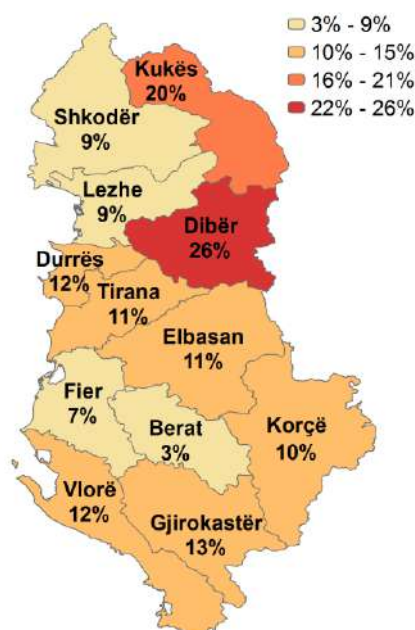 3% - 9%
10% - 15%
16% - 21%
22% - 26%
Kukës
20%
Shkodër
9%
Lezhe
9%
Dibër
26%
Durrës
12%
Tirana
11%
Elbasan
11%
Fier
7%
Berat
3%
Korçë
10%
Vlorë
12%
Gjirokastër
13%